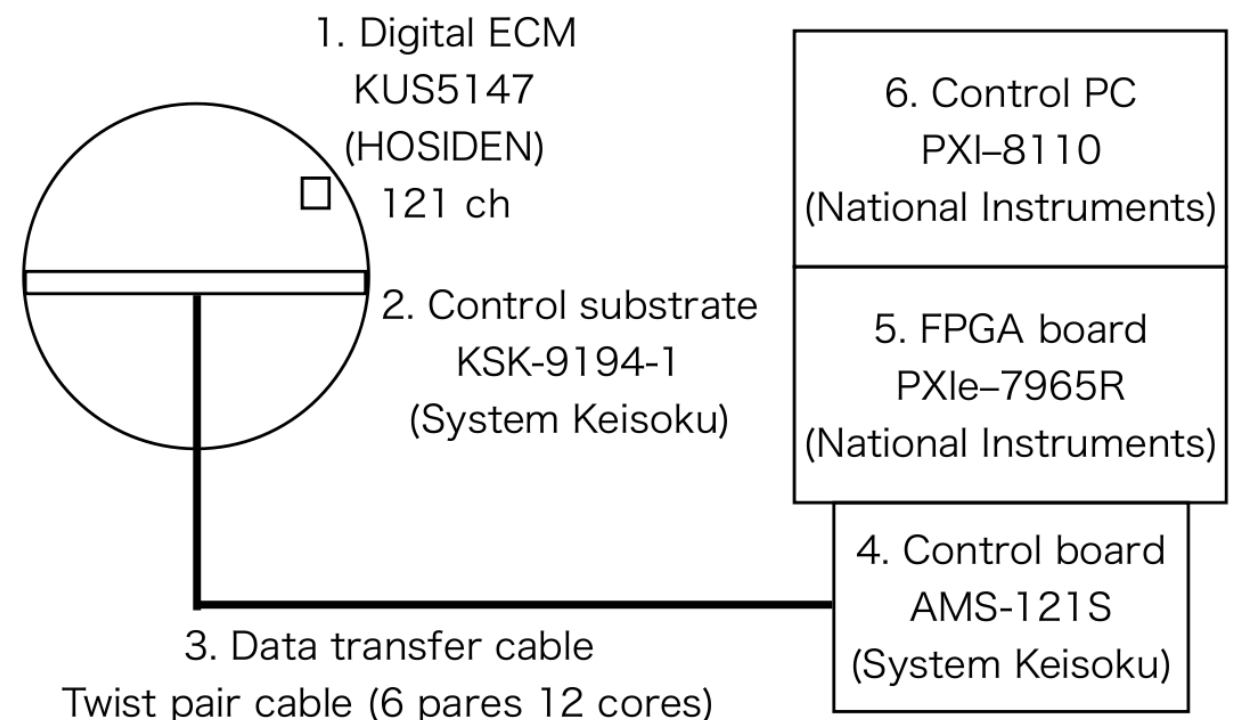 1. Digital ECM
KUS5147
(HOSIDEN)
121 ch
2. Control substrate
KSK-9194-1
(System Keisoku)
3. Data transfer cable
Twist pair cable (6 pares 12 cores)
4. Control board
AMS-121S
(System Keisoku)
5. FPGA board
PXIe–7965R
(National Instruments)
6. Control PC
PXI–8110
(National Instruments)